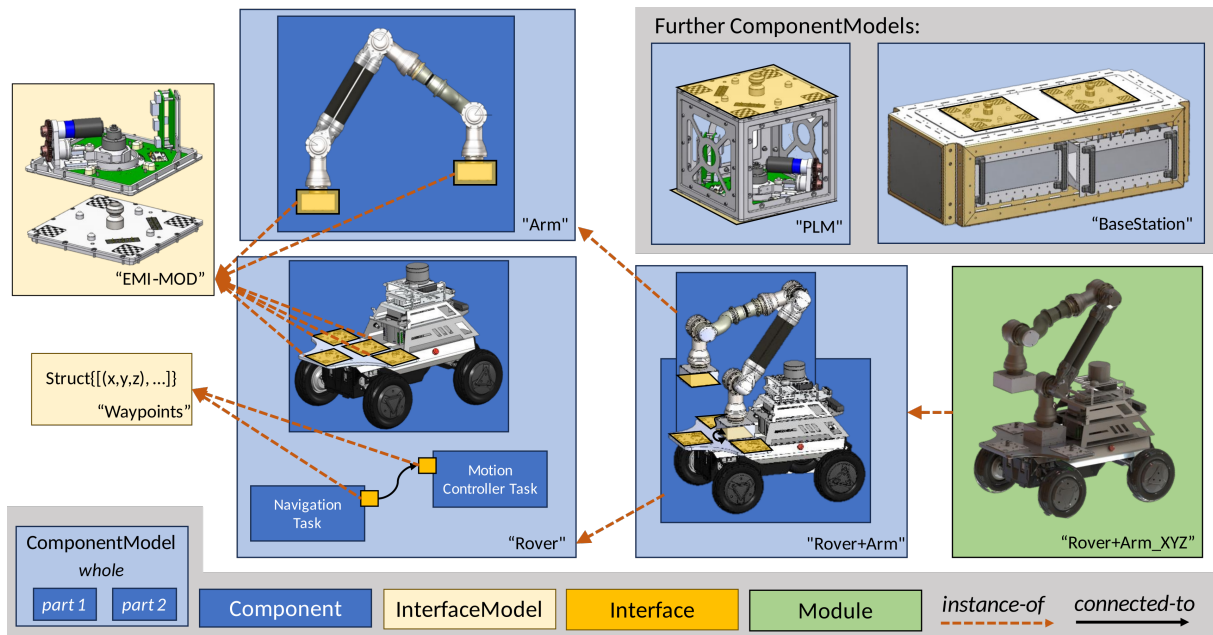 Further ComponentModels:
"Arm"
"PLM"
“BaseStation"
“EMI-MOD”
Struct{[(x,y,z), ...]}
“Waypoints”
Motion
Controller Task
Navigation
Task
“Rover"
"Rover+Arm"
“Rover+Arm_XYZ”
ComponentModel
whole
part 1
part 2
Component
InterfaceModel
Interface
Module
instance-of
connected-to